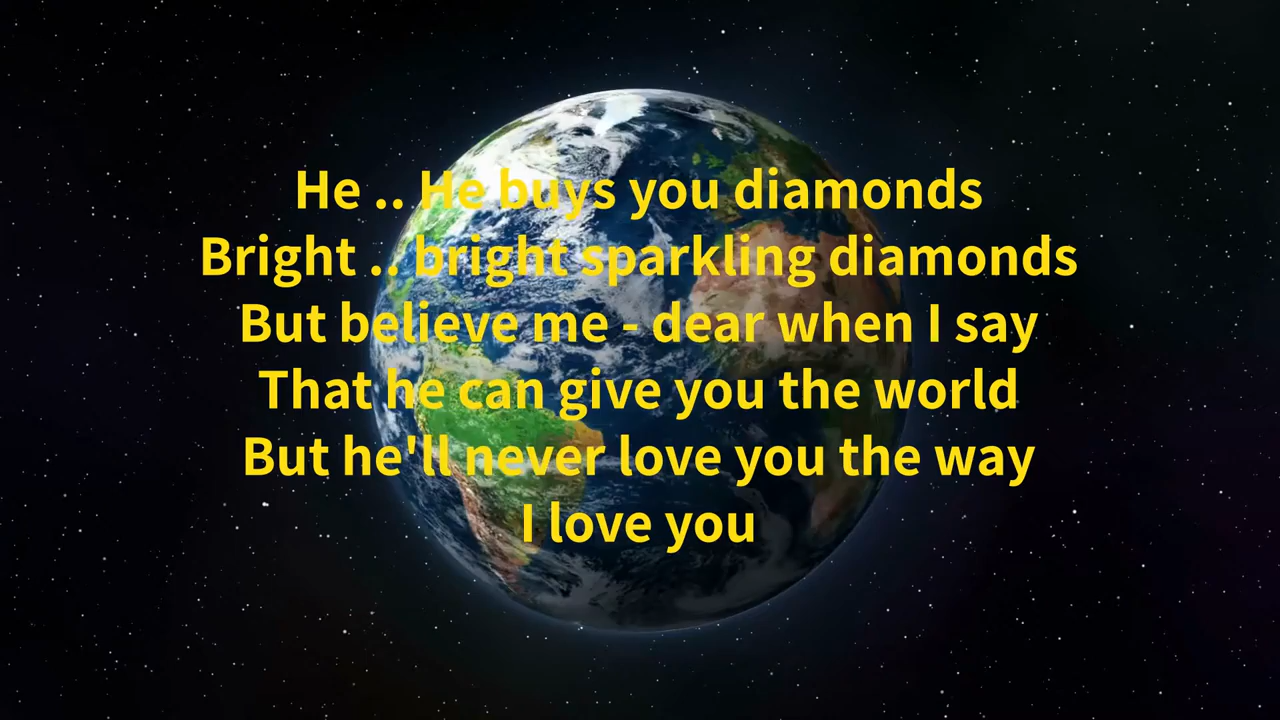 He .. He buys you diamonds
Bright .. bright sparkling diamonds
But believe me - dear when I say
That he can give you the world
But he'll never love you the way
I love you